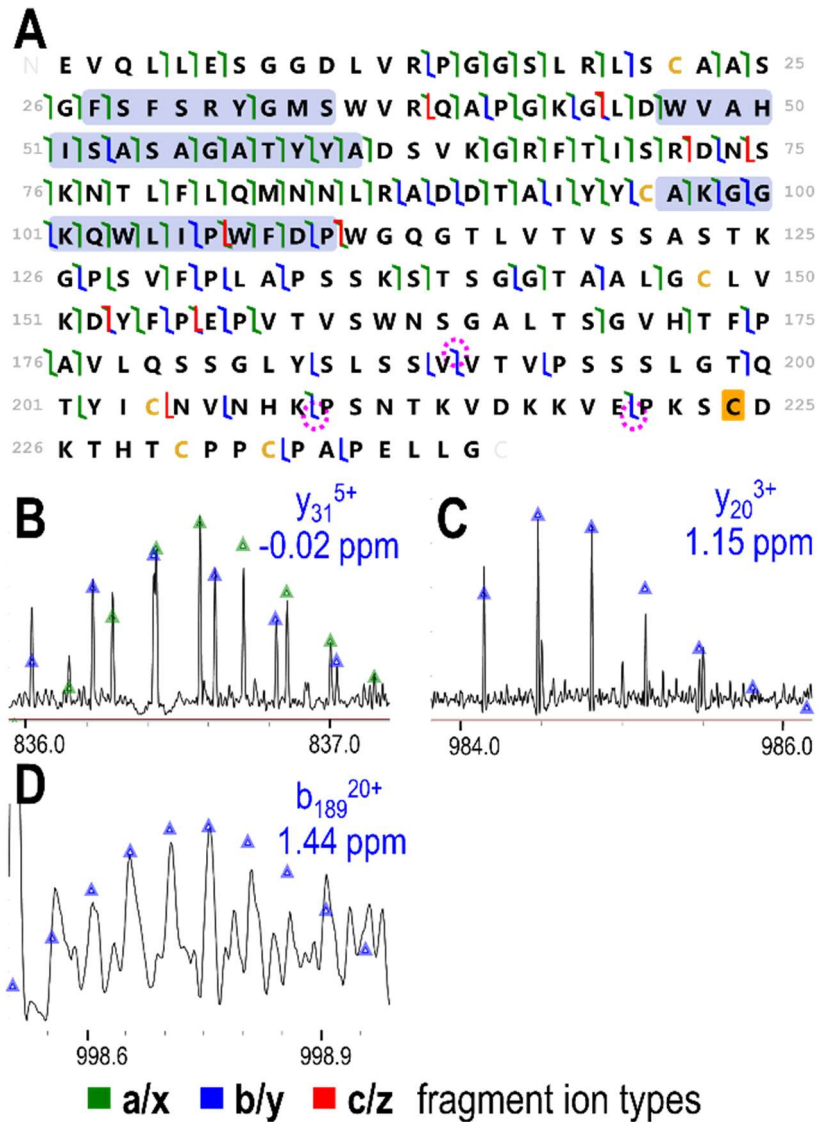 A
N E V Q L L E S G G D L V R P G G S L R L S C A A S 25
26 G F S F S R Y G M S W V R Q A P G K G L D W V A H 50
51 I S A S A G A T Y Y A D S V K G R F T I S R D N S 75
76 K N T L F L Q M N N L R A D D T A I Y Y C A K G G 100
101 K Q W L I P W F D P W G Q G T L V T V S S A S T K 125
126 G P S V F P L A P S S K S T S G G T A A L G C L V 150
151 K D Y F P E P V T V S W N S G A L T S G V H T F P 175
176 A V L Q S S G L Y S L S S V V T V P S S S L G T Q 200
201 T Y I C N V N H K P S N T K V D K K V E P K S C D 225
226 K T H T C P P C P A P E L L G C
B
y31 5+
-0.02 ppm
836.0 837.0
C
y20 3+
1.15 ppm
984.0 986.0
D
b189 20+
1.44 ppm
998.6 998.9
a/x b/y c/z fragment ion types